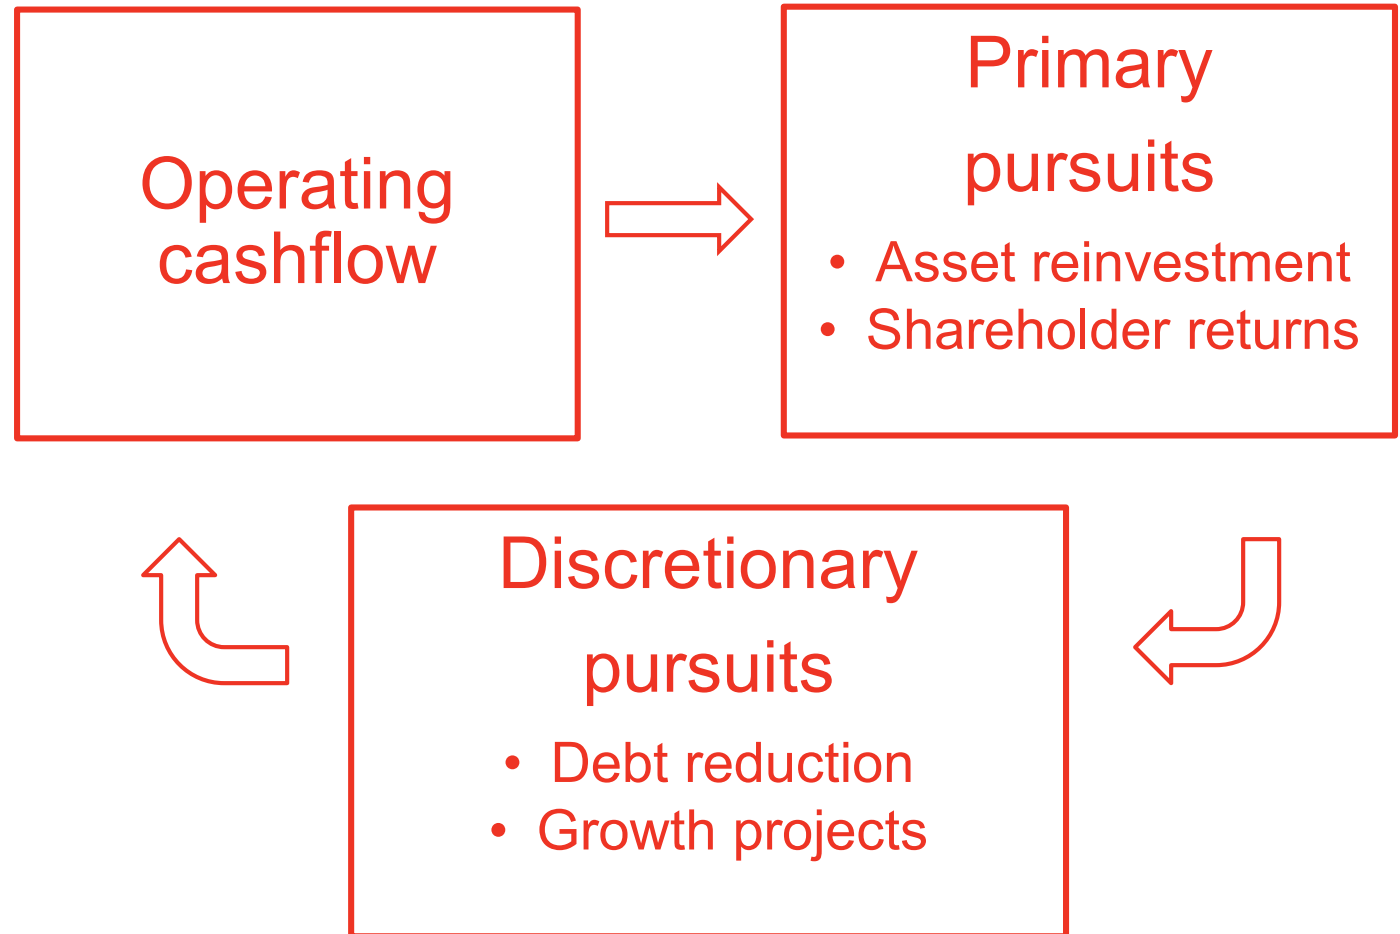 Operating
cashflow
Primary
pursuits
• Asset reinvestment
• Shareholder returns
Discretionary
pursuits
• Debt reduction
• Growth projects